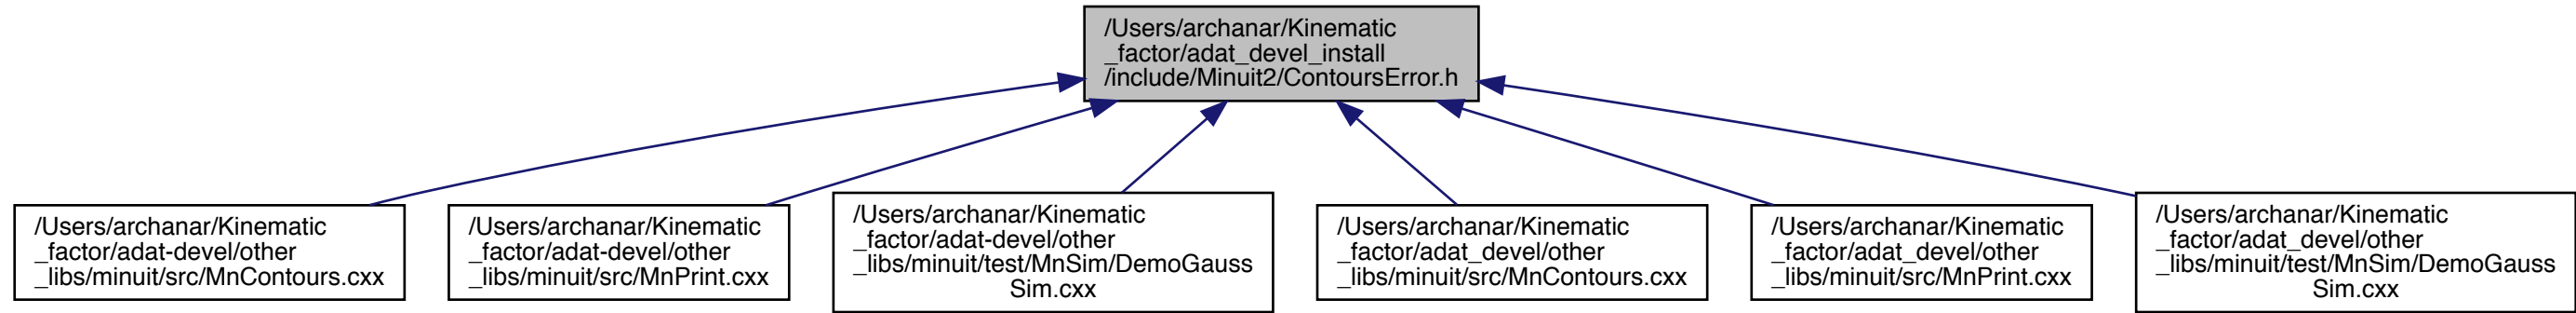 /Users/archanar/Kinematic
_factor/adat_devel_install
/include/Minuit2/ContoursError.h
/Users/archanar/Kinematic
_factor/adat-devel/other
_libs/minuit/src/MnContours.cxx
/Users/archanar/Kinematic
_factor/adat-devel/other
_libs/minuit/src/MnPrint.cxx
/Users/archanar/Kinematic
_factor/adat-devel/other
_libs/minuit/test/MnSim/DemoGauss
Sim.cxx
/Users/archanar/Kinematic
_factor/adat_devel/other
_libs/minuit/src/MnContours.cxx
/Users/archanar/Kinematic
_factor/adat_devel/other
_libs/minuit/src/MnPrint.cxx
/Users/archanar/Kinematic
_factor/adat_devel/other
_libs/minuit/test/MnSim/DemoGauss
Sim.cxx